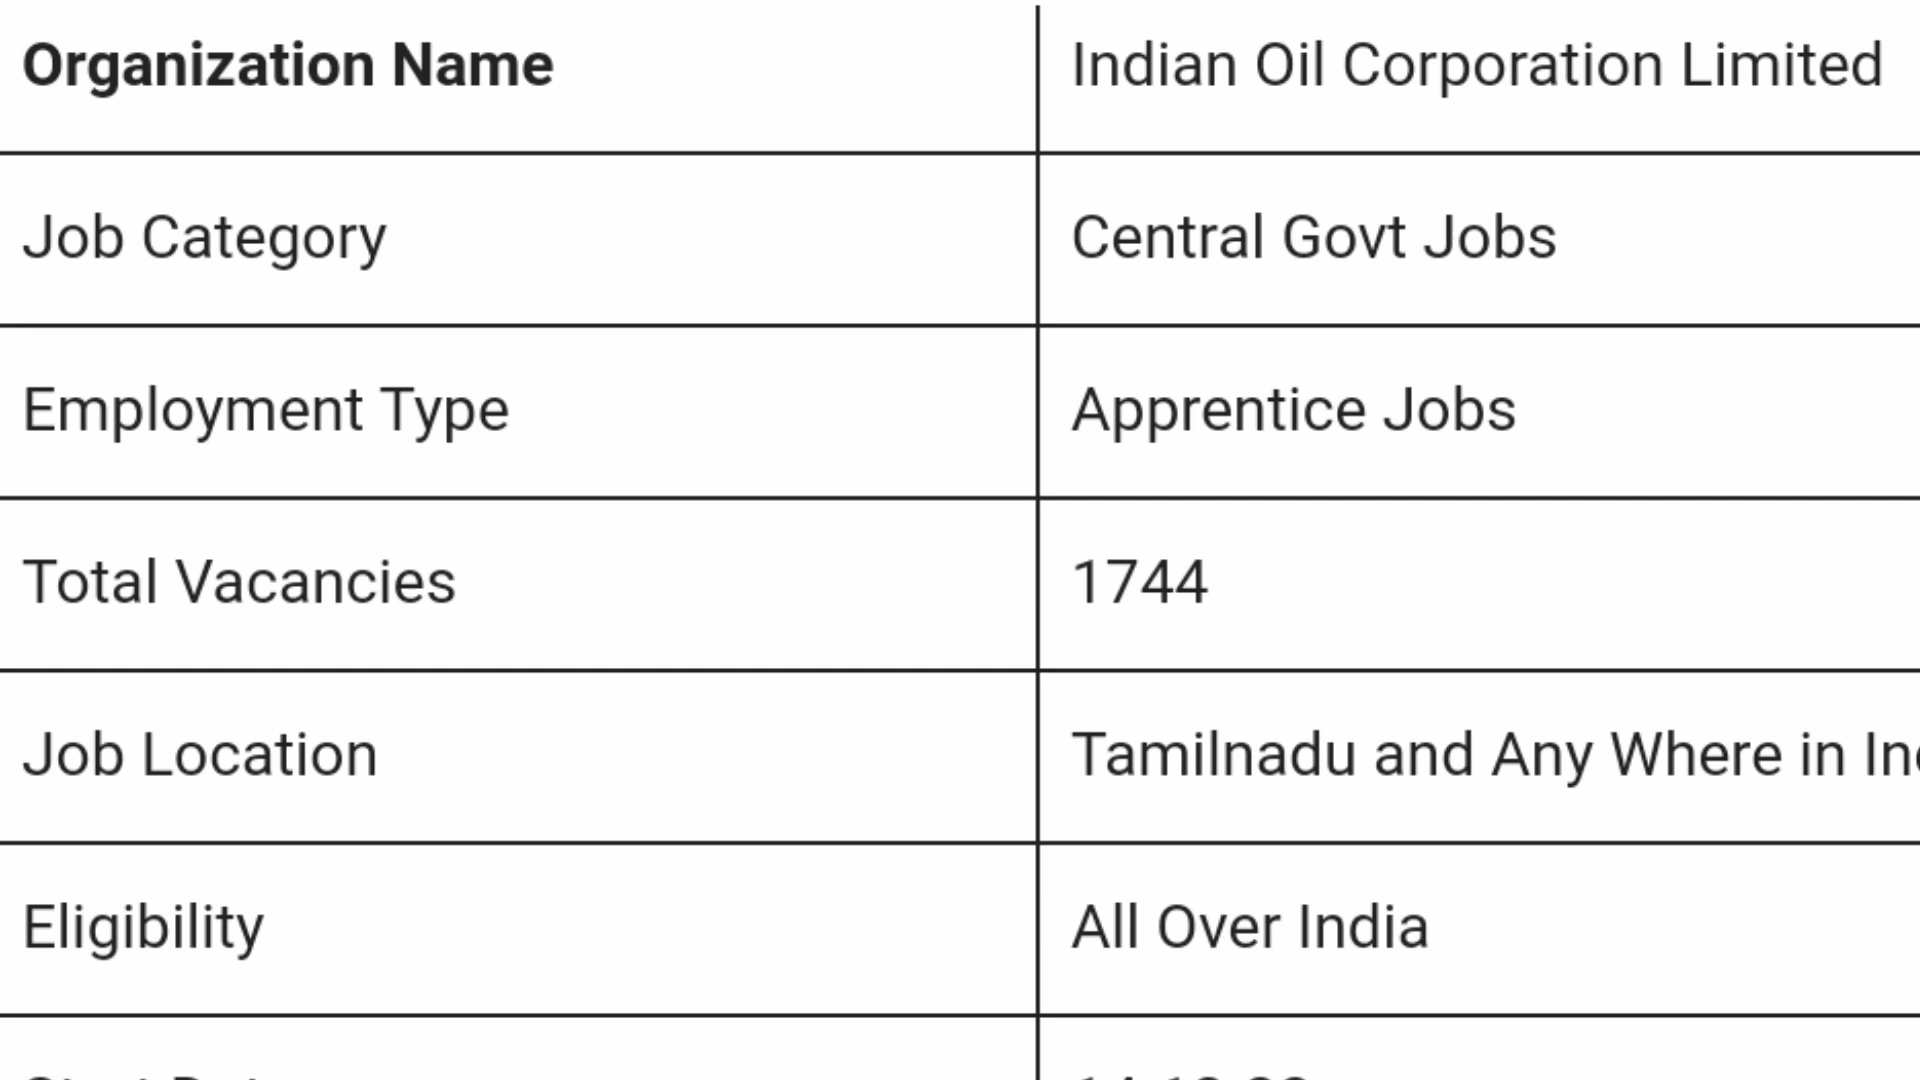 Organization Name
Indian Oil Corporation Limited
Job Category
Central Govt Jobs
Employment Type
Apprentice Jobs
Total Vacancies
1744
Job Location
Tamilnadu and Any Where in
Eligibility
All Over India